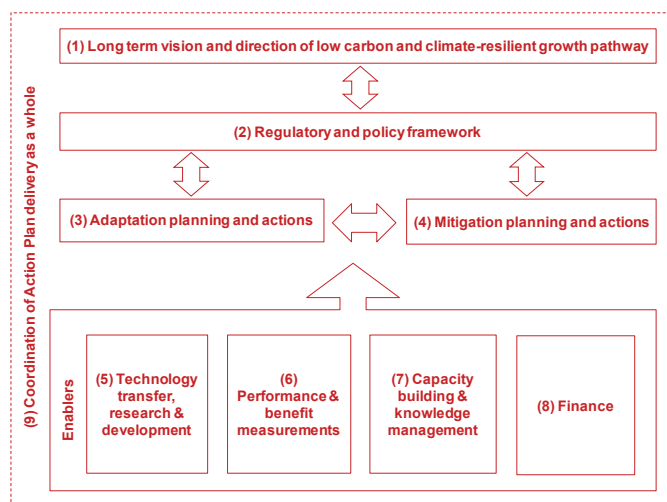 (9) Coordination of Action Plan delivery as a whole
(1) Long term vision and direction of low carbon and climate-resilient growth pathway
(2) Regulatory and policy framework
(3) Adaptation planning and actions
(4) Mitigation planning and actions
Enablers
(5) Technology
transfer,
research &
development
(6)
Performance &
benefit
measurements
(7) Capacity
building &
knowledge
management
(8) Finance